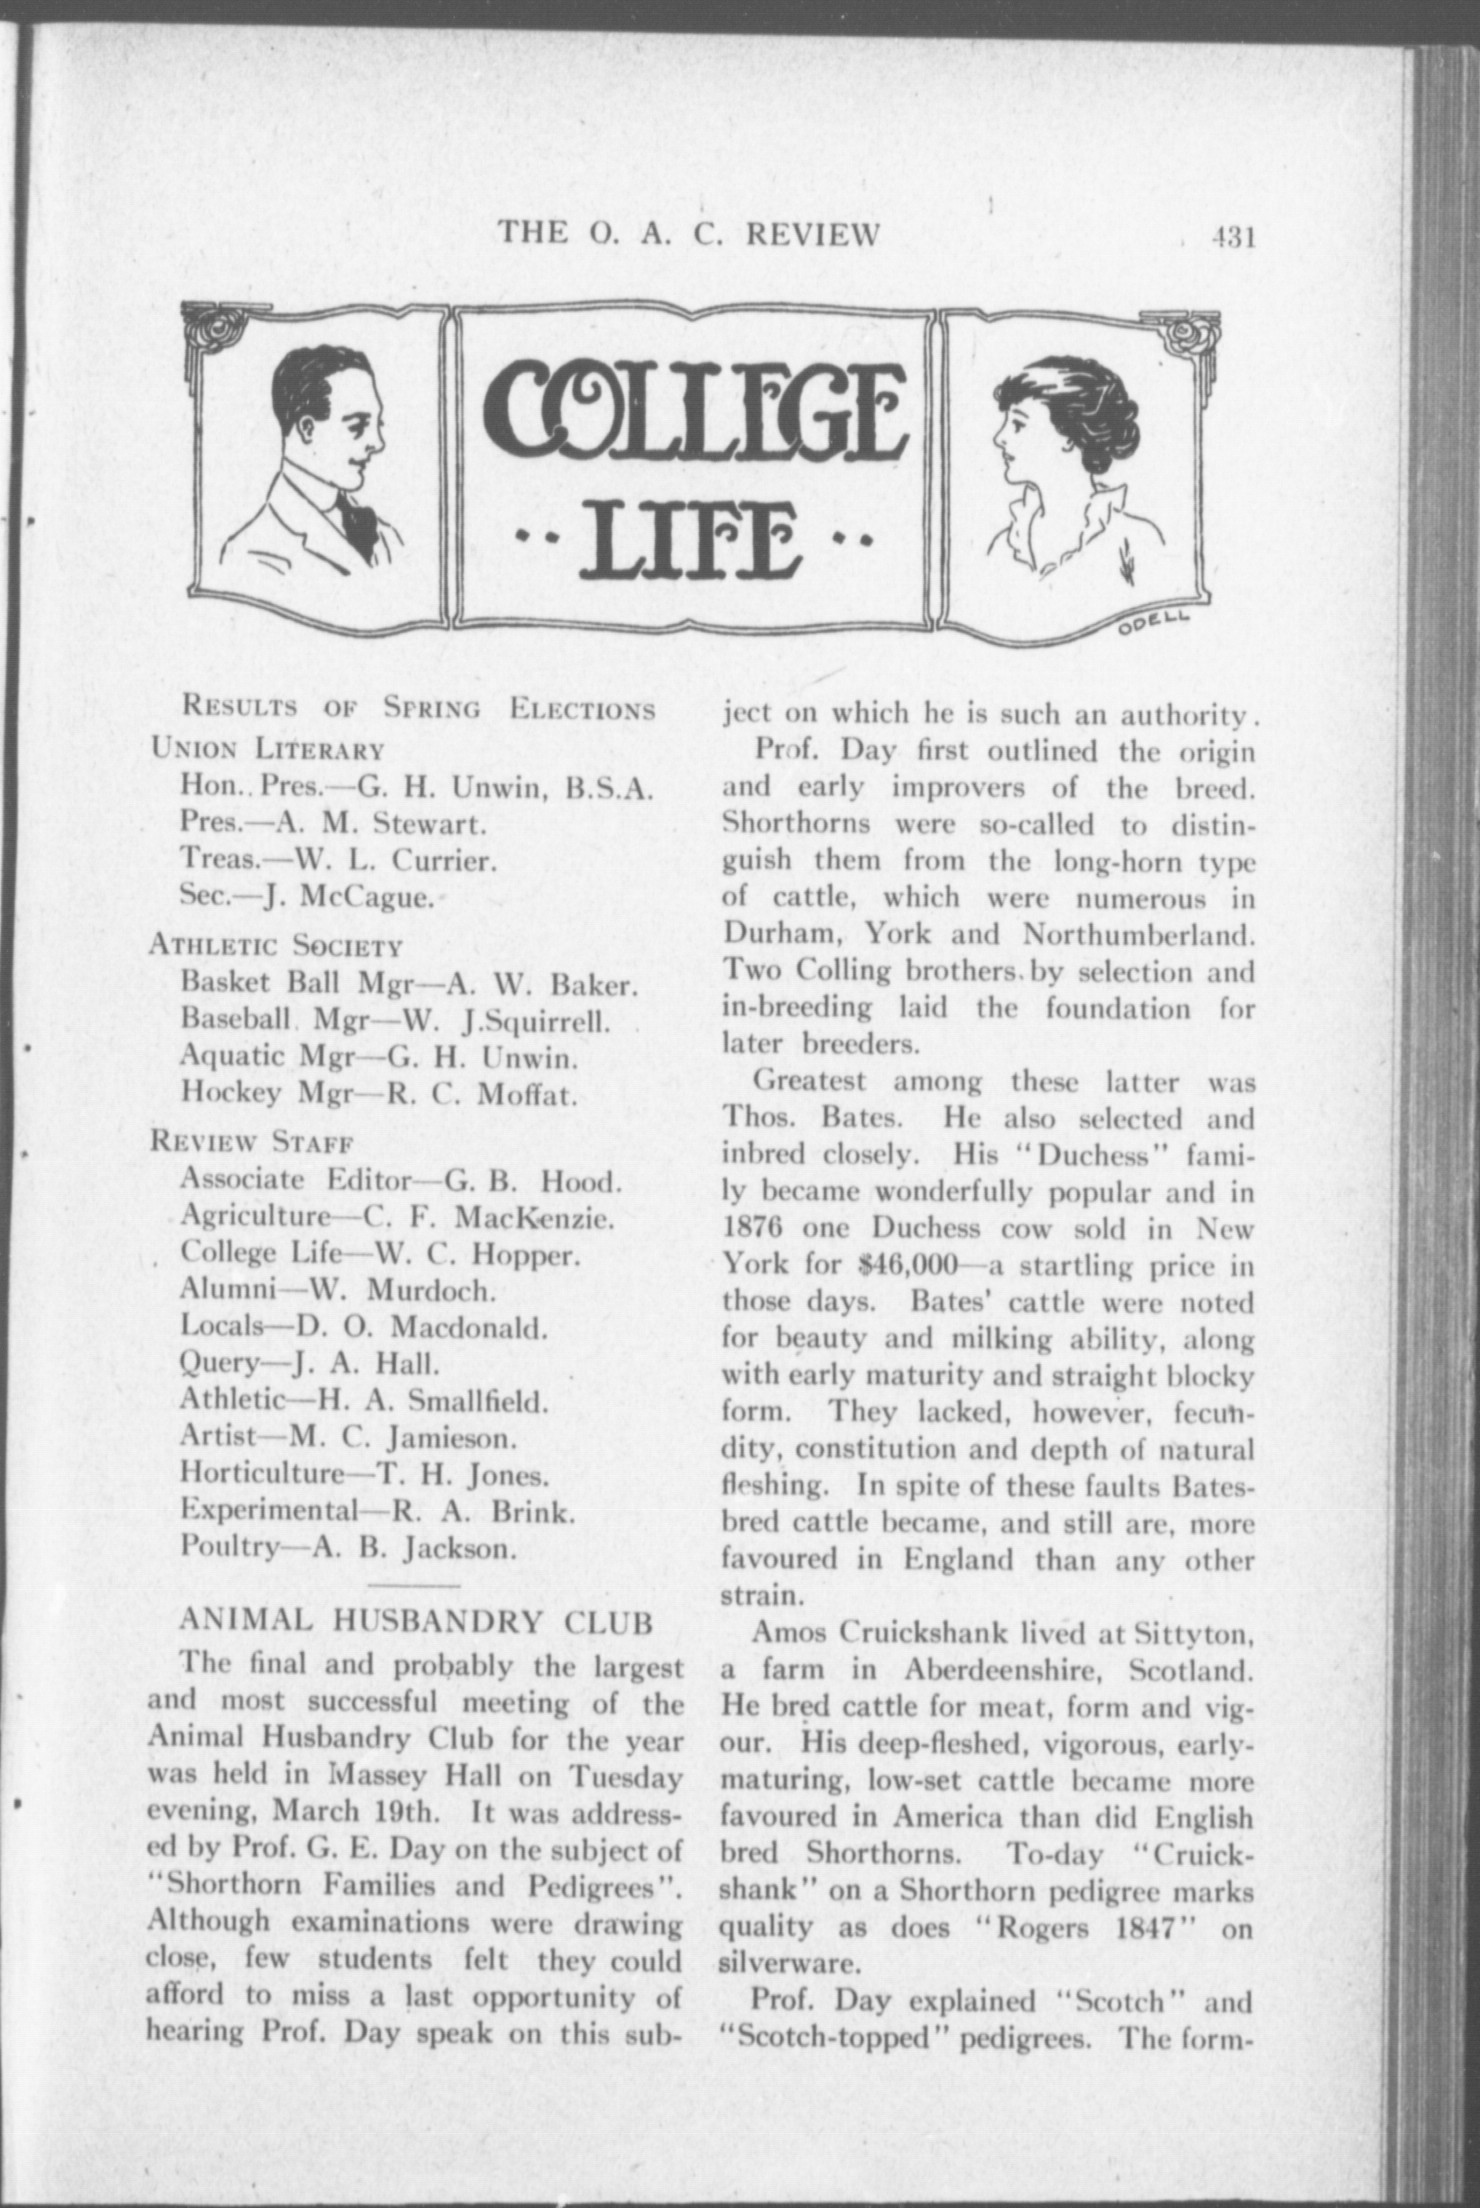 THE O. A. C. REVIEW 431
COLLEGE
·· LIFE ··
ODELL
RESULTS OF SPRING ELECTIONS
UNION LITERARY
Hon. Pres.—G. H. Unwin, B.S.A.
Pres.—A. M. Stewart.
Treas.—W. L. Currier.
Sec.—J. McCague.
ATHLETIC SOCIETY
Basket Ball Mgr—A. W. Baker.
Baseball Mgr—W. J.Squirrell.
Aquatic Mgr—G. H. Unwin.
Hockey Mgr—R. C. Moffat.
REVIEW STAFF
Associate Editor—G. B. Hood.
Agriculture—C. F. MacKenzie.
College Life—W. C. Hopper.
Alumni—W. Murdoch.
Locals—D. O. Macdonald.
Query—J. A. Hall.
Athletic—H. A. Smallfield.
Artist—M. C. Jamieson.
Horticulture—T. H. Jones.
Experimental—R. A. Brink.
Poultry—A. B. Jackson.
ANIMAL HUSBANDRY CLUB
The final and probably the largest
and most successful meeting of the
Animal Husbandry Club for the year
was held in Massey Hall on Tuesday
evening, March 19th. It was address-
ed by Prof. G. E. Day on the subject of
"Shorthorn Families and Pedigrees".
Although examinations were drawing
close, few students felt they could
afford to miss a last opportunity of
hearing Prof. Day speak on this sub-
ject on which he is such an authority.
Prof. Day first outlined the origin
and early improvers of the breed.
Shorthorns were so-called to distin-
guish them from the long-horn type
of cattle, which were numerous in
Durham, York and Northumberland.
Two Colling brothers by selection and
in-breeding laid the foundation for
later breeders.
Greatest among these latter was
Thos. Bates. He also selected and
inbred closely. His "Duchess" fami-
ly became wonderfully popular and in
1876 one Duchess cow sold in New
York for $46,000—a startling price in
those days. Bates' cattle were noted
for beauty and milking ability, along
with early maturity and straight blocky
form. They lacked, however, fecun-
dity, constitution and depth of natural
fleshing. In spite of these faults Bates-
bred cattle became, and still are, more
favoured in England than any other
strain.
Amos Cruickshank lived at Sittyton,
a farm in Aberdeenshire, Scotland.
He bred cattle for meat, form and vig-
our. His deep-fleshed, vigorous, early-
maturing, low-set cattle became more
favoured in America than did English
bred Shorthorns. To-day "Cruick-
shank" on a Shorthorn pedigree marks
quality as does "Rogers 1847" on
silverware.
Prof. Day explained "Scotch" and
"Scotch-topped" pedigrees. The form-